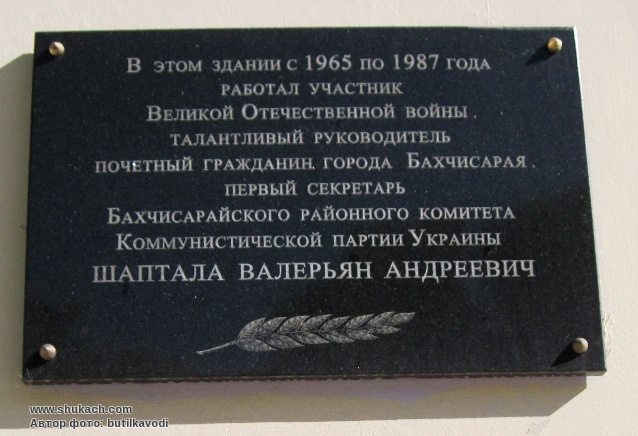 В ЭТОМ ЗДАНИИ С 1965 ПО 1987 ГОДА
РАБОТАЛ УЧАСТНИК
ВЕЛИКОЙ ОТЕЧЕСТВЕННОЙ ВОЙНЫ,
ТАЛАНТЛИВЫЙ РУКОВОДИТЕЛЬ
ПОЧЕТНЫЙ ГРАЖДАНИН ГОРОДА БАХЧИСАРАЯ,
ПЕРВЫЙ СЕКРЕТАРЬ
БАХЧИСАРАЙСКОГО РАЙОННОГО КОМИТЕТА
КОММУНИСТИЧЕСКОЙ ПАРТИИ УКРАИНЫ
ШАПТАЛА ВАЛЕРЬЯН АНДРЕЕВИЧ
www.shukach.com
Автор фото: butilkavodi